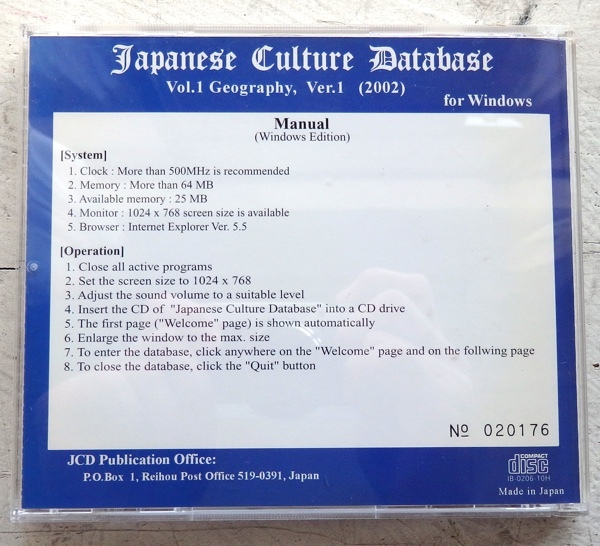 Japanese Culture Database
Vol.1 Geography, Ver.1 (2002)
for Windows
Manual
(Windows Edition)
[System]
1. Clock : More than 500MHz is recommended
2. Memory : More than 64 MB
3. Available memory : 25 MB
4. Monitor : 1024 x 768 screen size is available
5. Browser : Internet Explorer Ver. 5.5
[Operation]
1. Close all active programs
2. Set the screen size to 1024 x 768
3. Adjust the sound volume to a suitable level
4. Insert the CD of "Japanese Culture Database" into a CD drive
5. The first page ("Welcome" page) is shown automatically
6. Enlarge the window to the max. size
7. To enter the database, click anywhere on the "Welcome" page and on the follwing page
8. To close the database, click the "Quit" button
№ 020176
JCD Publication Office:
P.O.Box 1, Reihou Post Office 519-0391, Japan
COMPACT
disc
IB-0206-10H
Made in Japan